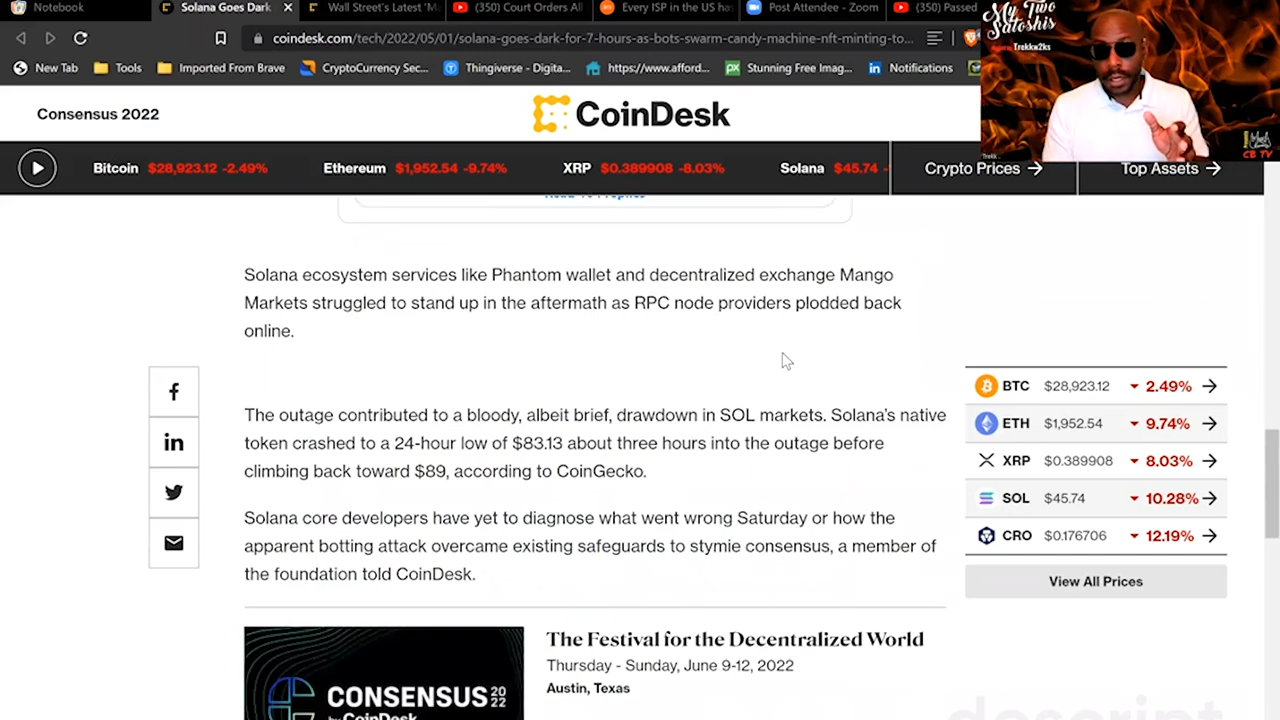 Notebook
Solana Goes Dark
Wall Street's Latest 'M
(350) Court Orders All
Every ISP in the US ha
Post Attendee - Zoom
(350) Passed
coindesk.com/tech/2022/05/01/solana-goes-dark-for-7-hours-as-bots-swarm-candy-machine-nft-minting-to...
New Tab
Tools
Imported From Brave
CryptoCurrency Sec...
Thingiverse - Digita...
https://www.afford...
Stunning Free Imag...
Notifications
My Two
Satoshis
Trekkw2ks
CB TV
Trekk
Consensus 2022
CoinDesk
Bitcoin $28,923.12 -2.49%
Ethereum $1,952.54 -9.74%
XRP $0.389908 -8.03%
Solana $45.74 -
Crypto Prices →
Top Assets →
Solana ecosystem services like Phantom wallet and decentralized exchange Mango
Markets struggled to stand up in the aftermath as RPC node providers plodded back
online.
The outage contributed to a bloody, albeit brief, drawdown in SOL markets. Solana's native
token crashed to a 24-hour low of $83.13 about three hours into the outage before
climbing back toward $89, according to CoinGecko.
Solana core developers have yet to diagnose what went wrong Saturday or how the
apparent botting attack overcame existing safeguards to stymie consensus, a member of
the foundation told CoinDesk.
BTC $28,923.12 2.49%
ETH $1,952.54 9.74%
XRP $0.389908 8.03%
SOL $45.74 10.28%
CRO $0.176706 12.19%
View All Prices
CONSENSUS 2022
by CoinDesk
The Festival for the Decentralized World
Thursday - Sunday, June 9-12, 2022
Austin, Texas
descript